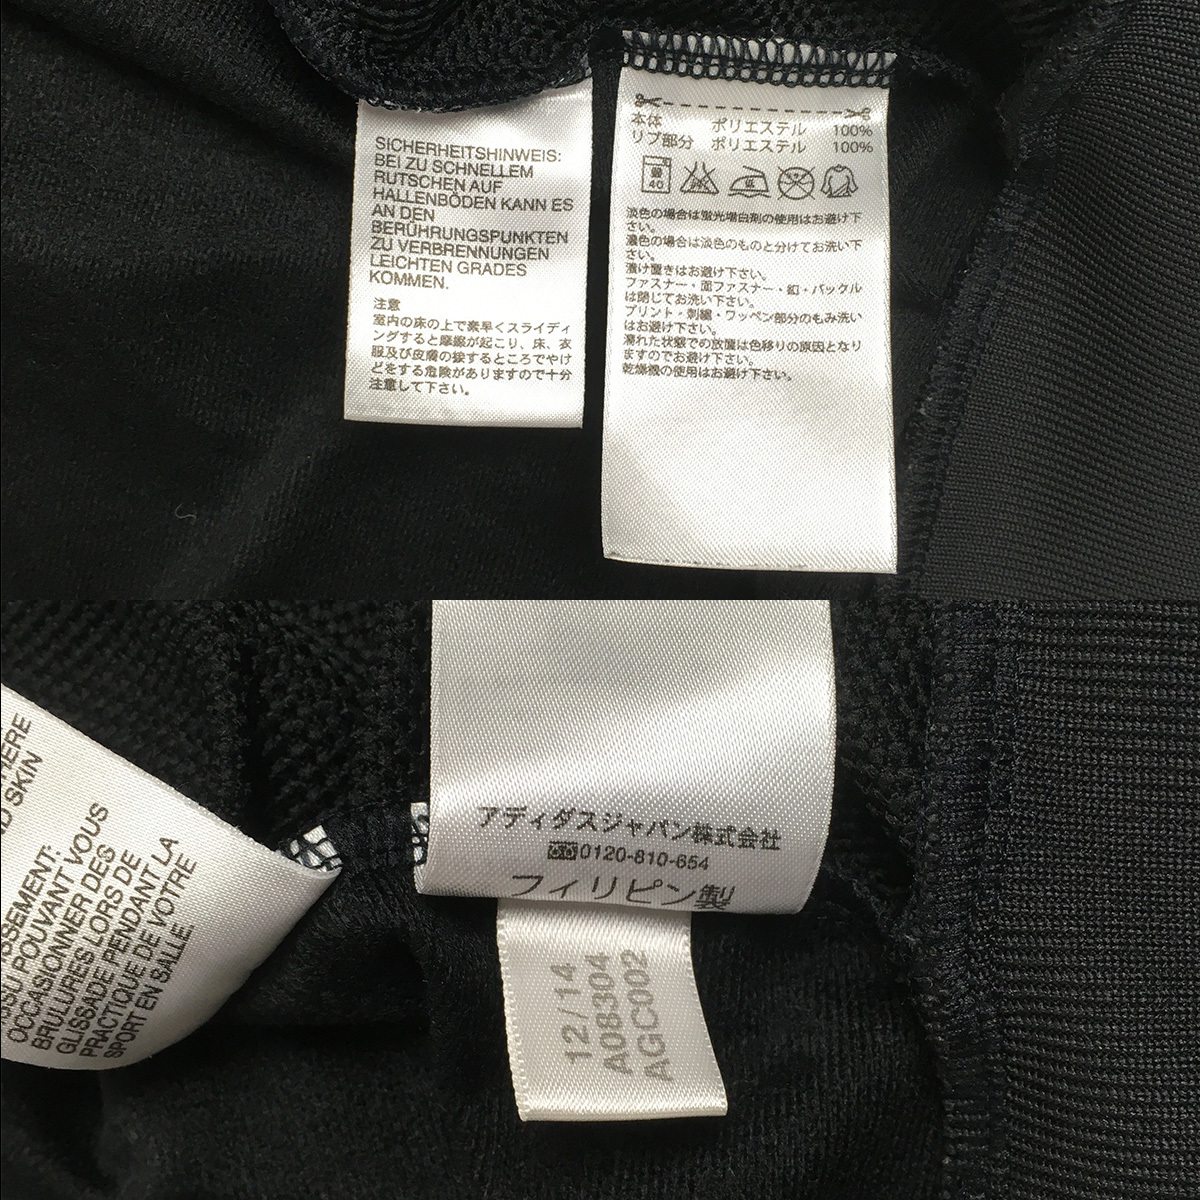 SICHERHEITSHINWEIS:
BEI ZU SCHNELLEM
RUTSCHEN AUF
HALLENBÖDEN KANN ES
AN DEN
BERÜHRUNGSPUNKTEN
ZU VERBRENNUNGEN
LEICHTEN GRADES
KOMMEN.
注意
室内の床の上で素早くスライディ
ングすると摩擦が起こり、床、衣
服及び皮膚の接するところでやけ
どをする危険がありますので十分
注意して下さい。
本体 ポリエステル 100%
リブ部分 ポリエステル 100%
40
淡色の場合は蛍光増白剤の使用はお避け下
さい。
濃色の場合は淡色のものと分けてお洗い下
さい。
漬け置きはお避け下さい。
ファスナー・面ファスナー・釦・バックル
は閉じてお洗い下さい。
プリント・刺繍・ワッペン部分のもみ洗い
はお避け下さい。
濡れた状態での放置は色移りの原因となり
ますのでお避け下さい。
乾燥機の使用はお避け下さい。
HERE
SKIN
POUVANT VOUS
OCCASIONNER DES
BRULURES LORS DE
GLISSADE PENDANT LA
PRACTIQUE DE VOTRE
SPORT EN SALLE.
アディダスジャパン株式会社
0120-810-654
フィリピン製
12/14
A08304
AGC002